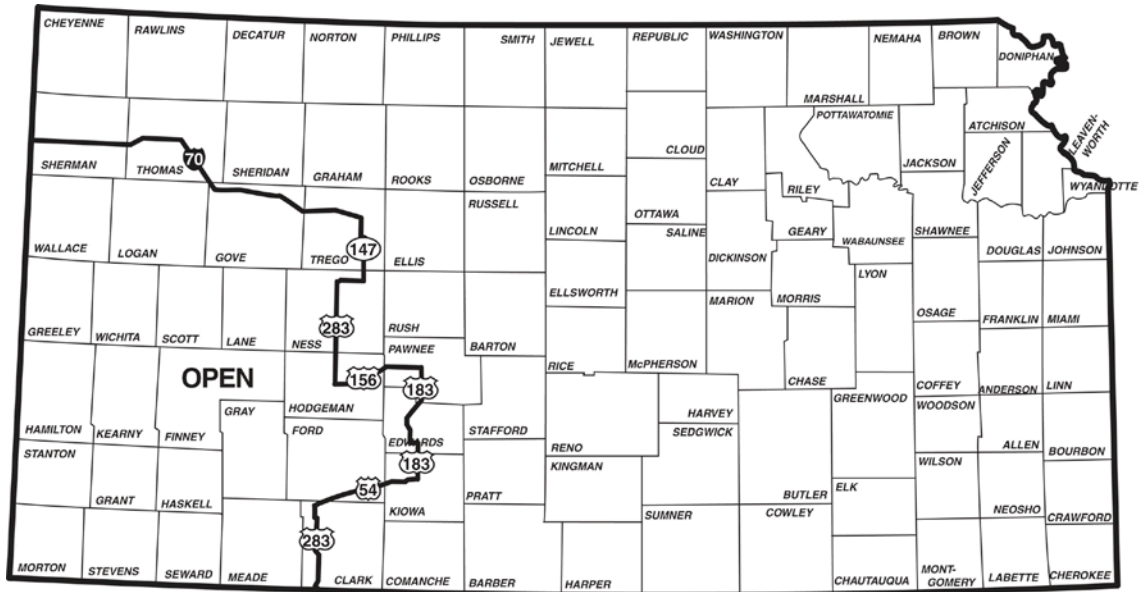 CHEYENNE
RAWLINS
DECATUR
NORTON
PHILLIPS
SMITH
JEWELL
REPUBLIC
WASHINGTON
MARSHALL
NEMAHA
BROWN
DONIPHAN
SHERMAN
THOMAS
70
SHERIDAN
GRAHAM
ROOKS
OSBORNE
MITCHELL
CLOUD
CLAY
RILEY
POTTAWATOMIE
JACKSON
ATCHISON
JEFFERSON
LEAVEN-
WORTH
WYANDOTTE
WALLACE
LOGAN
GOVE
TREGO
147
ELLIS
RUSSELL
LINCOLN
OTTAWA
SALINE
DICKINSON
GEARY
WABAUNSEE
SHAWNEE
DOUGLAS
JOHNSON
GREELEY
WICHITA
SCOTT
LANE
NESS
283
RUSH
BARTON
ELLSWORTH
RICE
McPHERSON
MARION
MORRIS
CHASE
LYON
OSAGE
FRANKLIN
MIAMI
OPEN
156
PAWNEE
183
HAMILTON
KEARNY
FINNEY
GRAY
HODGEMAN
FORD
EDWARDS
STAFFORD
RENO
HARVEY
SEDGWICK
BUTLER
GREENWOOD
COFFEY
WOODSON
ANDERSON
LINN
ALLEN
BOURBON
STANTON
GRANT
HASKELL
183
54
KIOWA
PRATT
KINGMAN
ELK
WILSON
NEOSHO
CRAWFORD
MORTON
STEVENS
SEWARD
MEADE
283
CLARK
COMANCHE
BARBER
HARPER
SUMNER
COWLEY
CHAUTAUQUA
MONT-
GOMERY
LABETTE
CHEROKEE